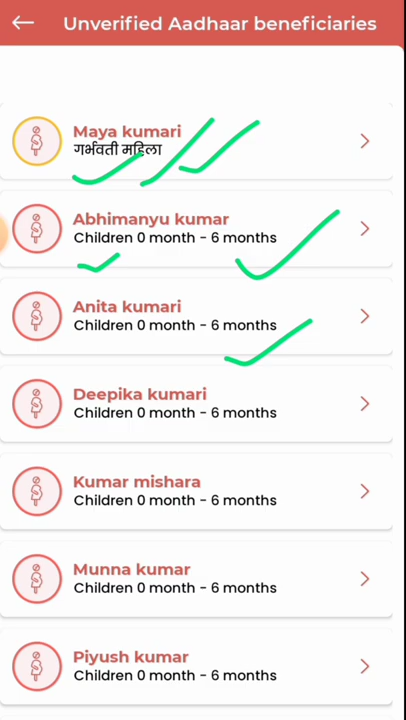 Unverified Aadhaar beneficiaries
Maya kumari
गर्भवती महिला
Abhimanyu kumar
Children 0 month - 6 months
Anita kumari
Children 0 month - 6 months
Deepika kumari
Children 0 month - 6 months
Kumar mishara
Children 0 month - 6 months
Munna kumar
Children 0 month - 6 months
Piyush kumar
Children 0 month - 6 months